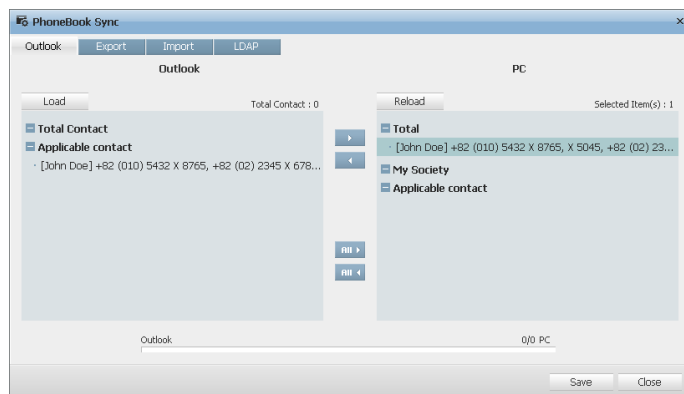 PhoneBook Sync
Outlook Export Import LDAP
Outlook PC
Load Total Contact : 0 Reload Selected Item(s) : 1
Total Contact
Applicable contact
· [John Doe] +82 (010) 5432 X 8765, +82 (02) 2345 X 678...
Total
· [John Doe] +82 (010) 5432 X 8765, X 5045, +82 (02) 23...
My Society
Applicable contact
All
All
Outlook 0/0 PC
Save Close